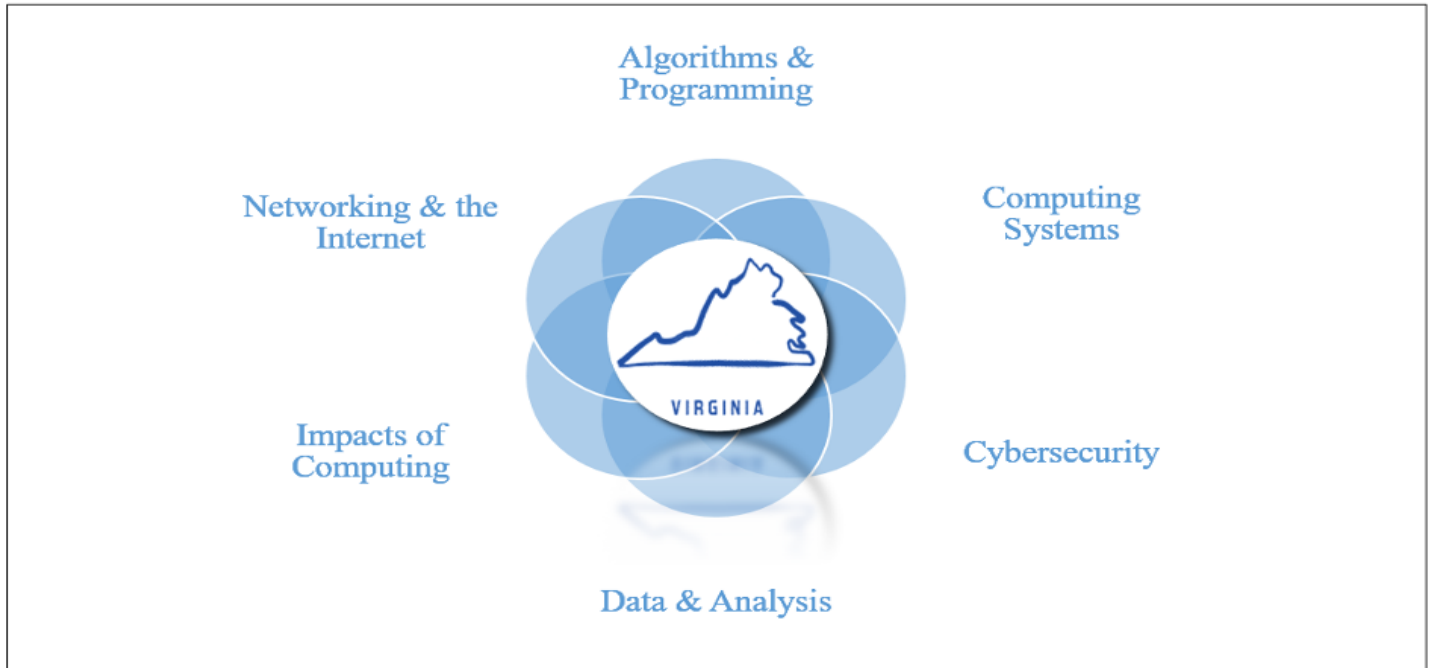 Algorithms &
Programming
Networking & the
Internet
Computing
Systems
VIRGINIA
Impacts of
Computing
Cybersecurity
Data & Analysis